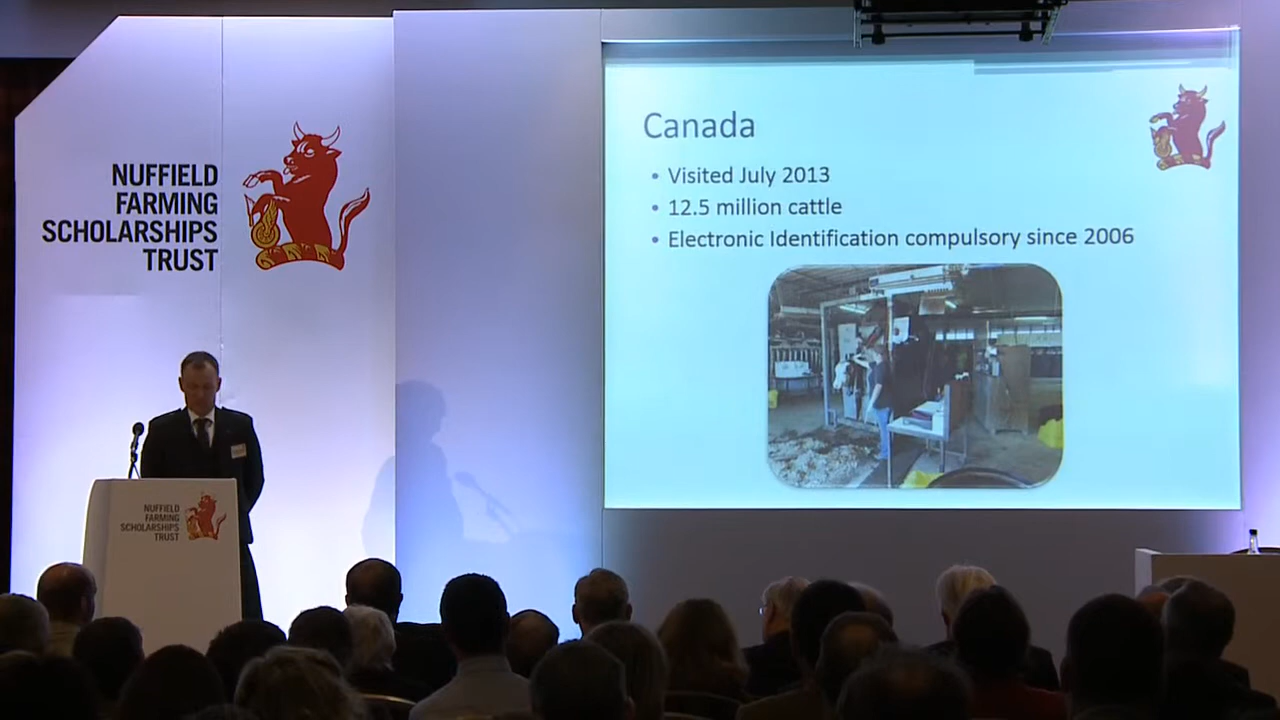 NUFFIELD
FARMING
SCHOLARSHIPS
TRUST
Canada
• Visited July 2013
• 12.5 million cattle
• Electronic Identification compulsory since 2006
NUFFIELD
FARMING
SCHOLARSHIPS
TRUST